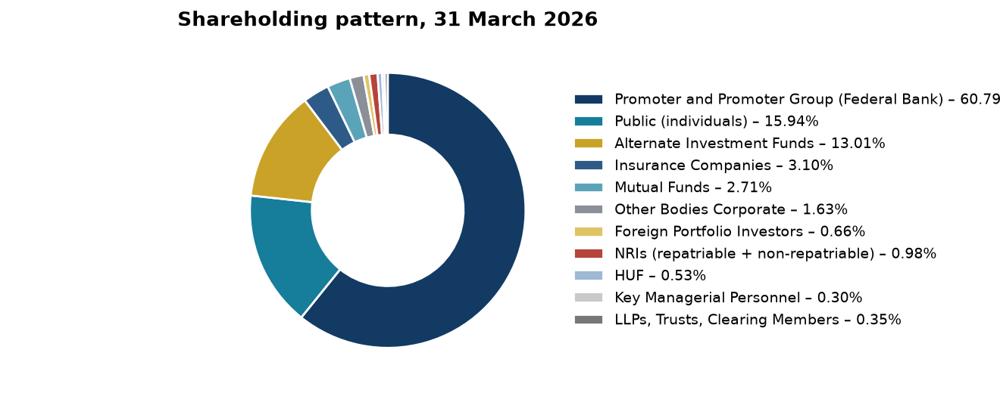 Shareholding pattern, 31 March 2026
Promoter and Promoter Group (Federal Bank) – 60.79
Public (individuals) – 15.94%
Alternate Investment Funds – 13.01%
Insurance Companies – 3.10%
Mutual Funds – 2.71%
Other Bodies Corporate – 1.63%
Foreign Portfolio Investors – 0.66%
NRIs (repatriable + non-repatriable) – 0.98%
HUF – 0.53%
Key Managerial Personnel – 0.30%
LLPs, Trusts, Clearing Members – 0.35%